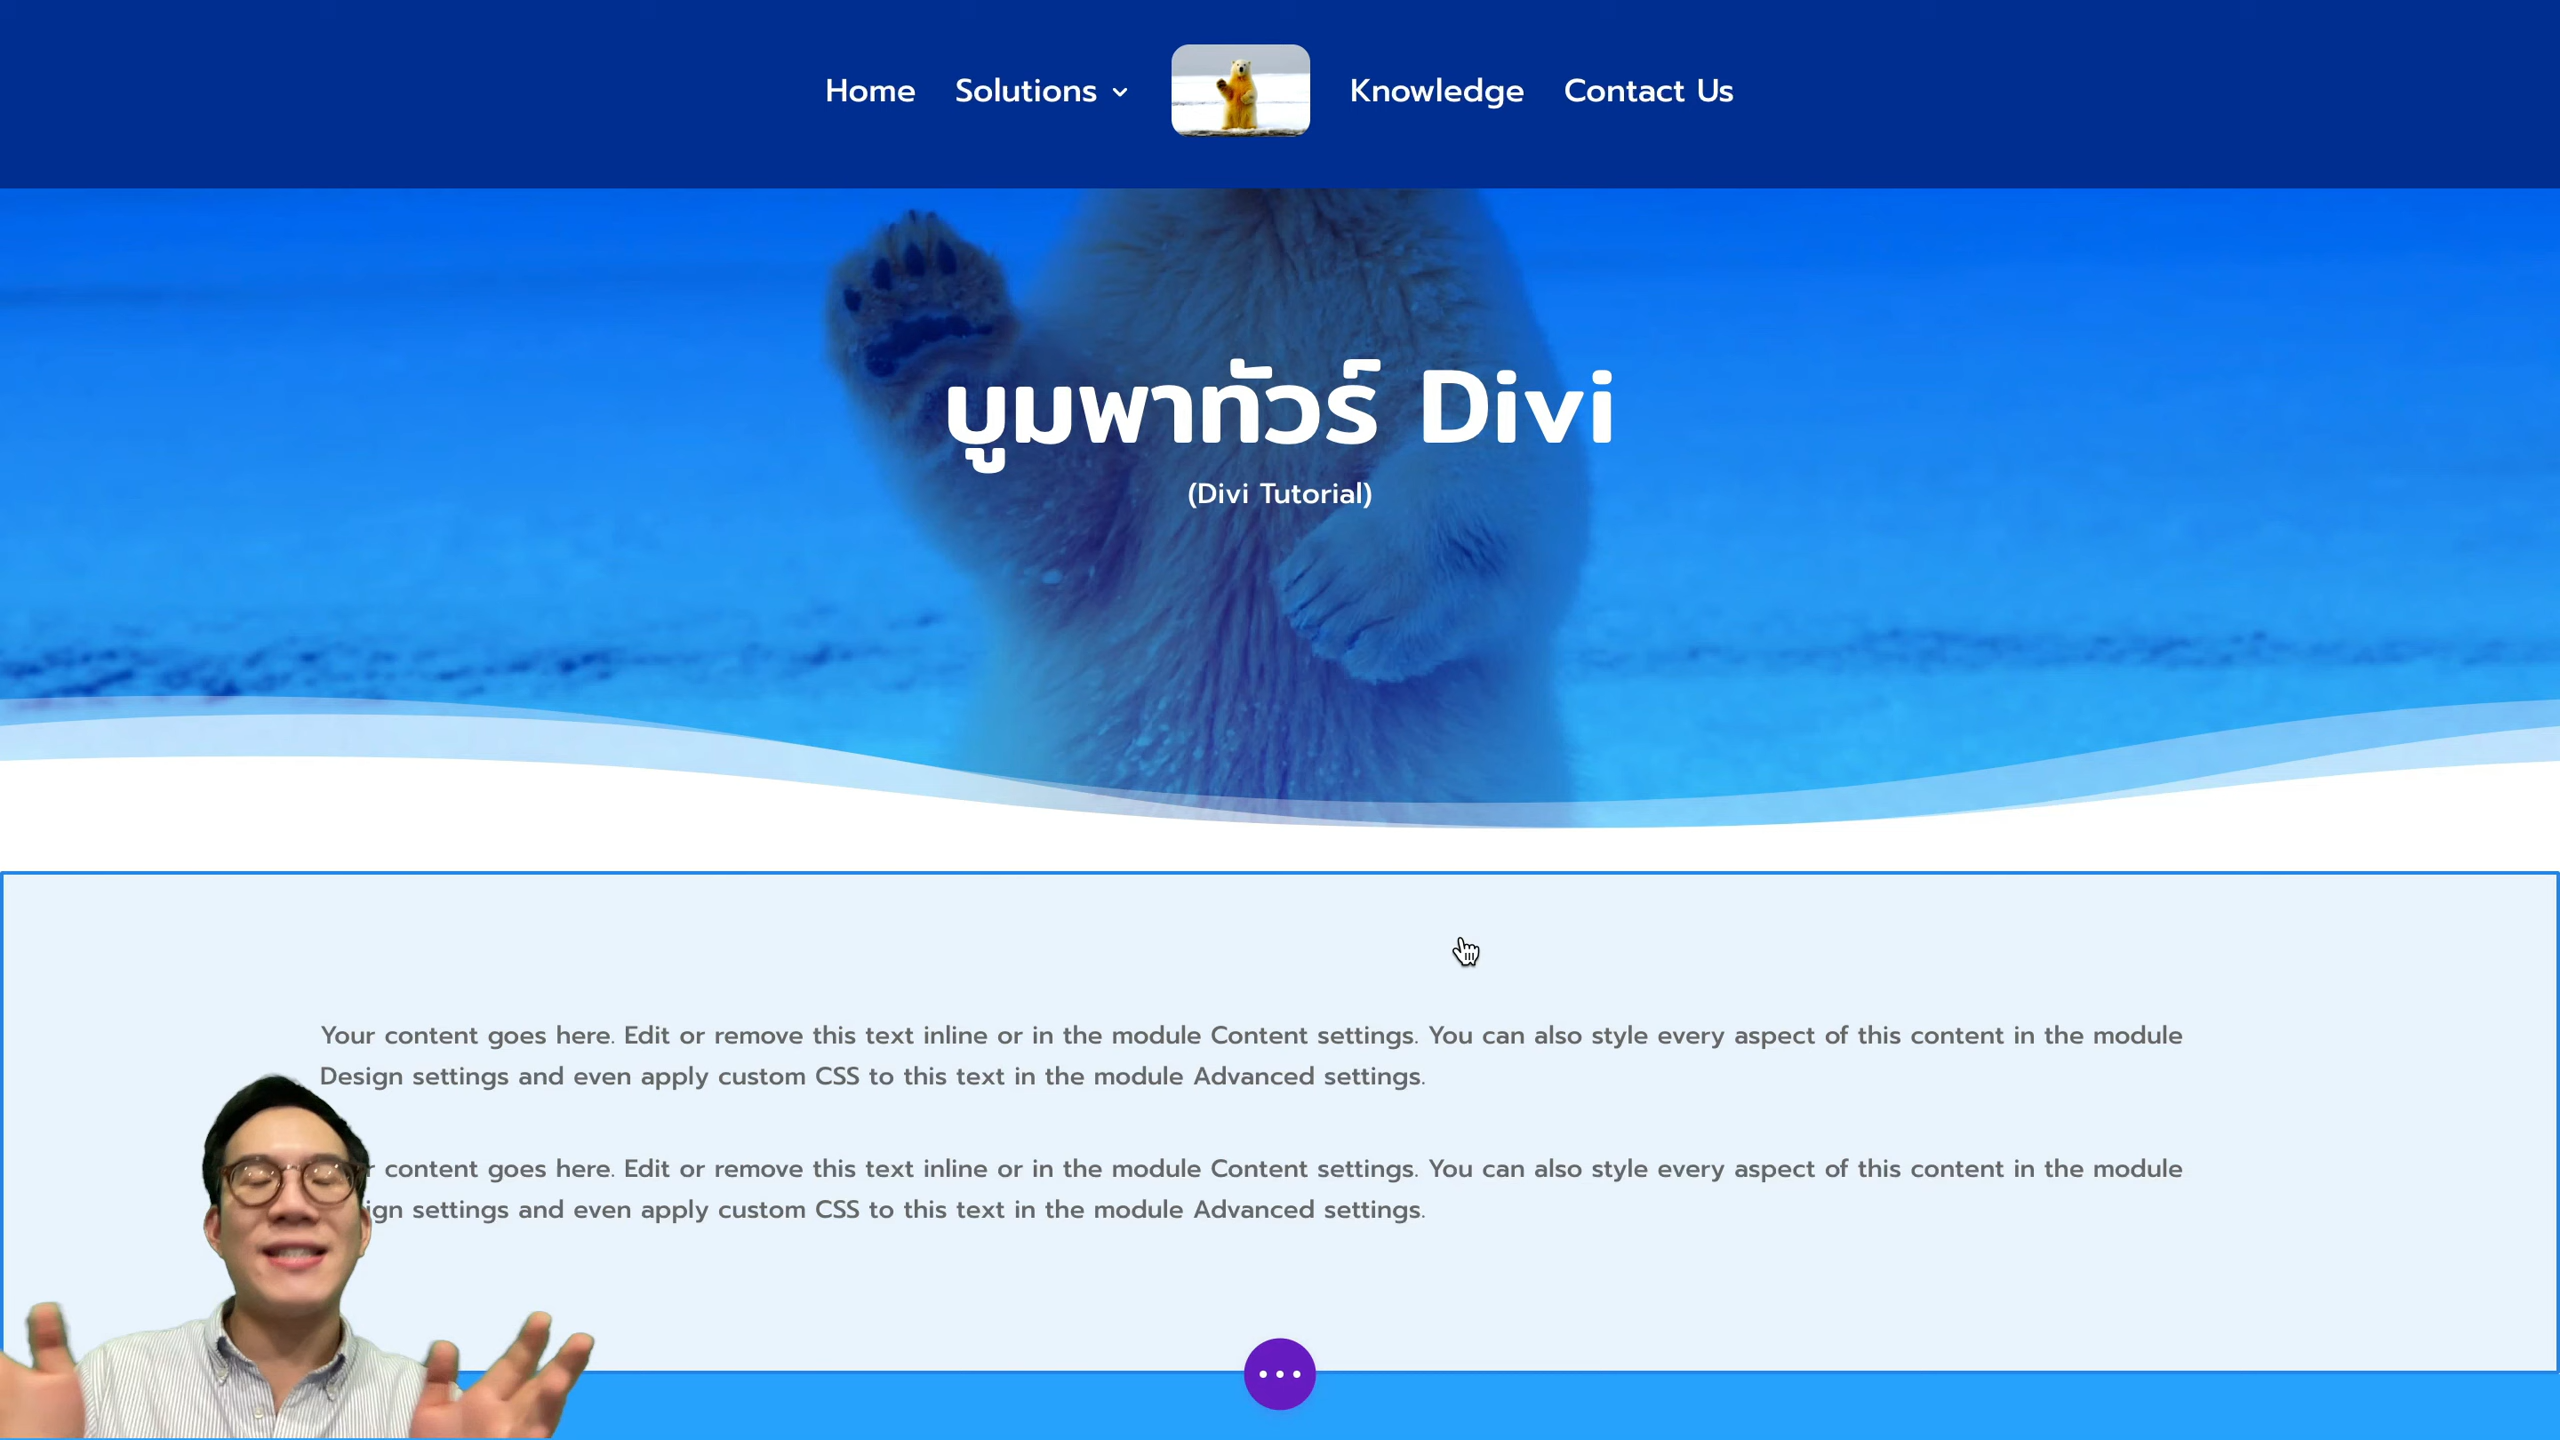 Home Solutions Knowledge Contact Us
บูมพาทัวร์ Divi
(Divi Tutorial)
Your content goes here. Edit or remove this text inline or in the module Content settings. You can also style every aspect of this content in the module
Design settings and even apply custom CSS to this text in the module Advanced settings.
content goes here. Edit or remove this text inline or in the module Content settings. You can also style every aspect of this content in the module
settings and even apply custom CSS to this text in the module Advanced settings.